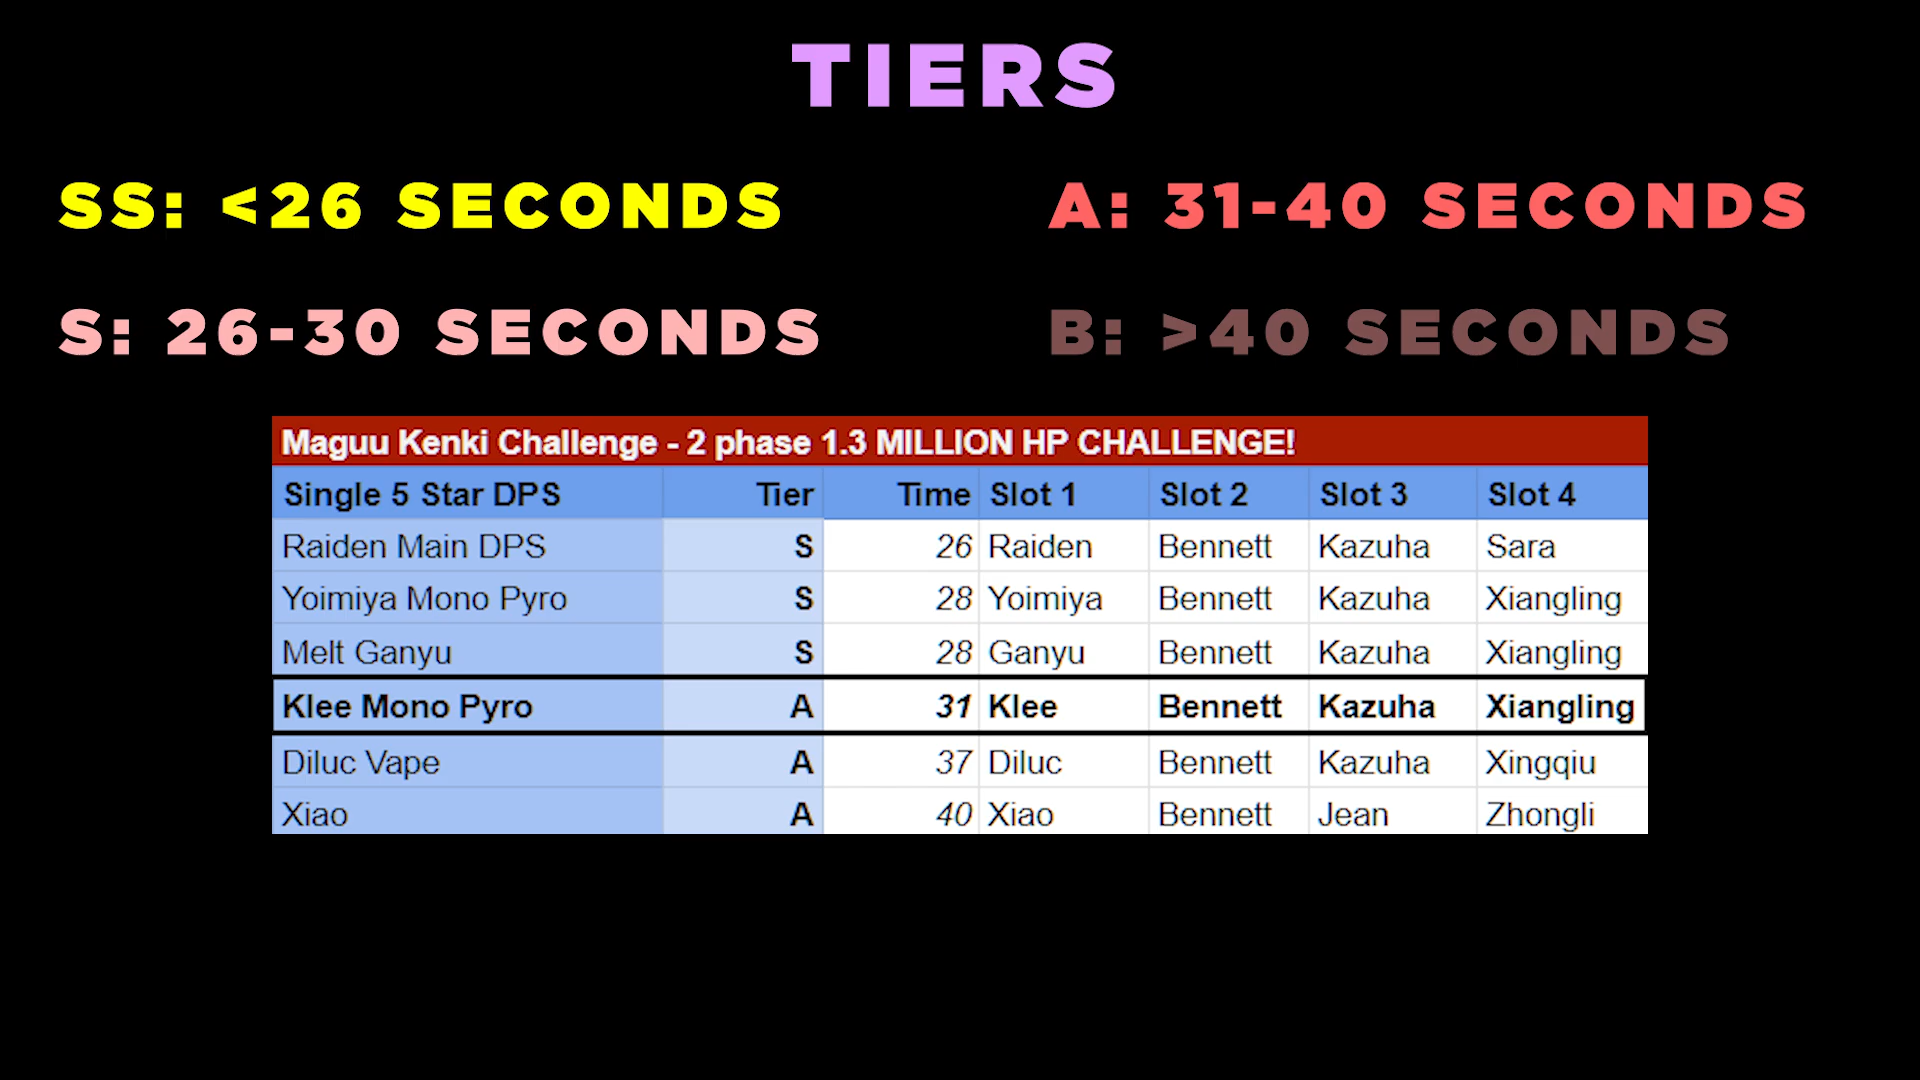 TIERS
SS: <26 SECONDS
A: 31-40 SECONDS
S: 26-30 SECONDS
B: >40 SECONDS
Maguu Kenki Challenge - 2 phase 1.3 MILLION HP CHALLENGE!
Single 5 Star DPS Tier Time Slot 1 Slot 2 Slot 3 Slot 4
Raiden Main DPS S 26 Raiden Bennett Kazuha Sara
Yoimiya Mono Pyro S 28 Yoimiya Bennett Kazuha Xiangling
Melt Ganyu S 28 Ganyu Bennett Kazuha Xiangling
Klee Mono Pyro A 31 Klee Bennett Kazuha Xiangling
Diluc Vape A 37 Diluc Bennett Kazuha Xingqiu
Xiao A 40 Xiao Bennett Jean Zhongli